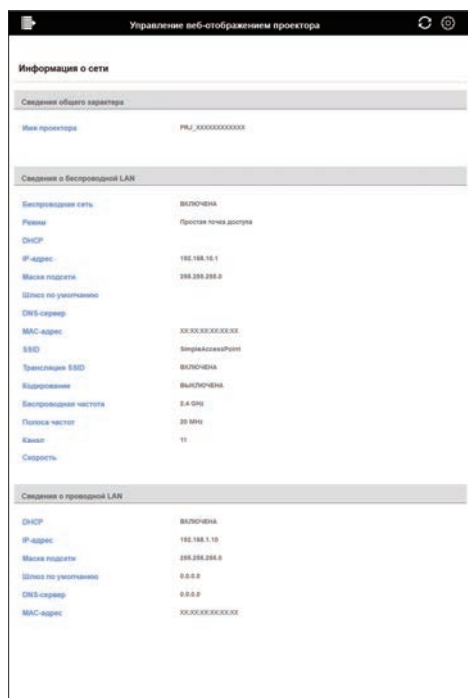 Управление веб-отображением проектора
Информация о сети
Сведения общего характера
Имя проектора PRJ_XXXXXXXXXXXX
Сведения о беспроводной LAN
Беспроводная сеть ВКЛЮЧЕНА
Режим Простая точка доступа
DHCP
IP-адрес 192.168.10.1
Маска подсети 255.255.255.0
Шлюз по умолчанию
DNS-сервер
MAC-адрес XX:XX:XX:XX:XX:XX
SSID SimpleAccessPoint
Трансляция SSID ВКЛЮЧЕНА
Кодирование ВЫКЛЮЧЕНА
Беспроводная частота 2.4 GHz
Полоса частот 20 MHz
Канал 11
Скорость
Сведения о проводной LAN
DHCP ВКЛЮЧЕНА
IP-адрес 192.168.1.10
Маска подсети 255.255.255.0
Шлюз по умолчанию 0.0.0.0
DNS-сервер 0.0.0.0
MAC-адрес XX:XX:XX:XX:XX:XX